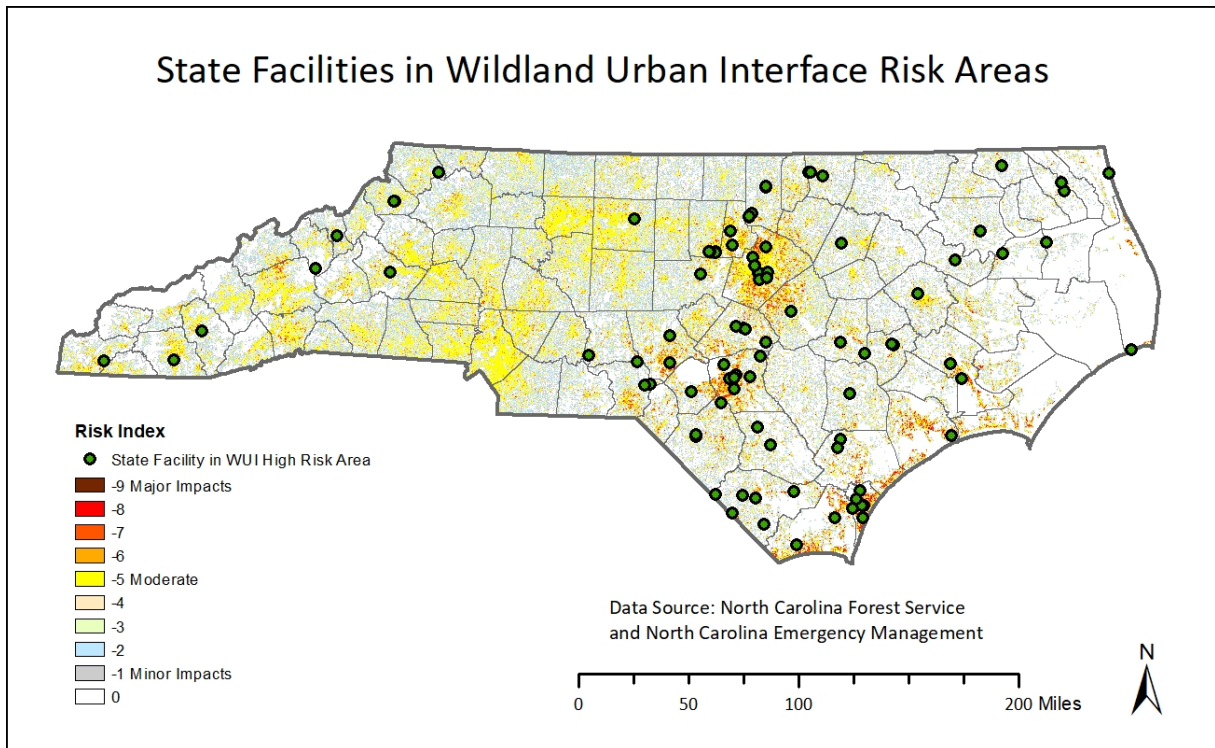 State Facilities in Wildland Urban Interface Risk Areas
Risk Index
State Facility in WUI High Risk Area
-9 Major Impacts
-8
-7
-6
-5 Moderate
-4
-3
-2
-1 Minor Impacts
0
Data Source: North Carolina Forest Service
and North Carolina Emergency Management
N
0 50 100 200 Miles